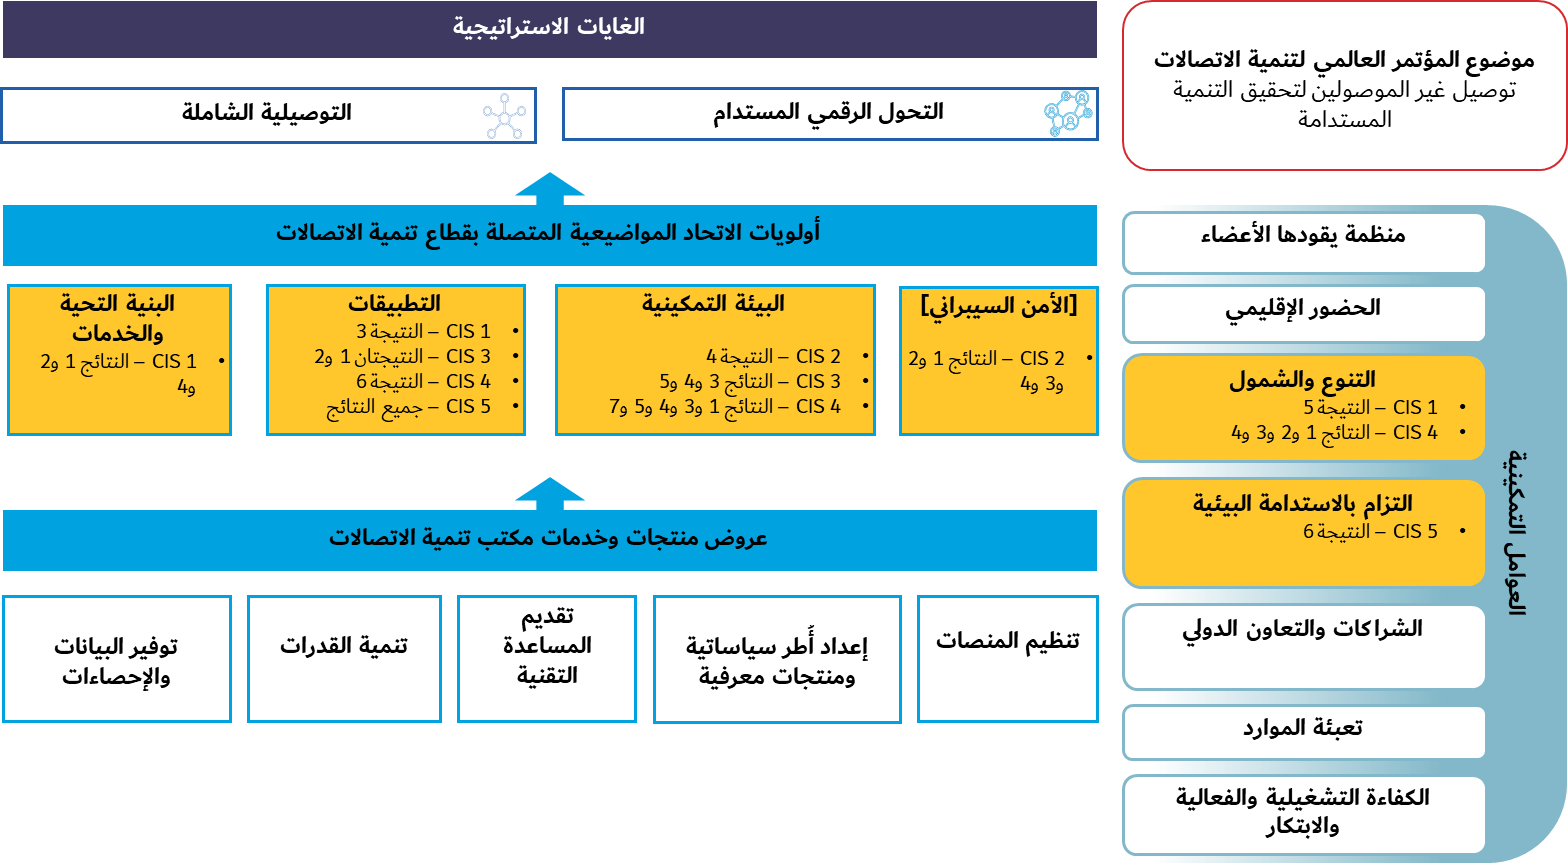 الغايات الاستراتيجية
موضوع المؤتمر العالمي لتنمية الاتصالات
توصيل غير الموصولين لتحقيق التنمية
المستدامة
التحول الرقمي المستدام
التوصيلية الشاملة
أولويات الاتحاد المواضيعية المتصلة بقطاع تنمية الاتصالات
[الأمن السيبراني]
• CIS 2 – النتائج 1 و2
و3 و4
البيئة التمكينية
• CIS 2 – النتيجة 4
• CIS 3 – النتائج 3 و4 و5
• CIS 4 – النتائج 1 و3 و4 و5 و7
التطبيقات
• CIS 1 – النتيجة 3
• CIS 3 – النتيجتان 1 و2
• CIS 4 – النتيجة 6
• CIS 5 – جميع النتائج
البنية التحية
والخدمات
• CIS 1 – النتائج 1 و2
و4
عروض منتجات وخدمات مكتب تنمية الاتصالات
تنظيم المنصات
إعداد أُطر سياساتية
ومنتجات معرفية
تقديم
المساعدة
التقنية
تنمية القدرات
توفير البيانات
والإحصاءات
العوامل التمكينية
منظمة يقودها الأعضاء
الحضور الإقليمي
التنوع والشمول
• CIS 1 – النتيجة 5
• CIS 4 – النتائج 1 و2 و3 و4
التزام بالاستدامة البيئية
• CIS 5 – النتيجة 6
الشراكات والتعاون الدولي
تعبئة الموارد
الكفاءة التشغيلية والفعالية
والابتكار